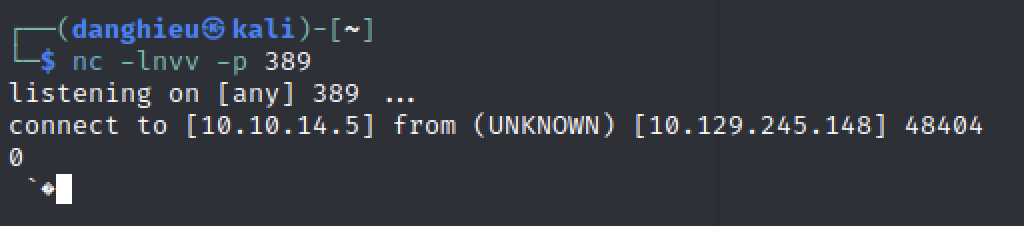 ┌──(danghieu㉿kali)-[~]
└─$ nc -lnvv -p 389
listening on [any] 389 ...
connect to [10.10.14.5] from (UNKNOWN) [10.129.245.148] 48404
0
`�